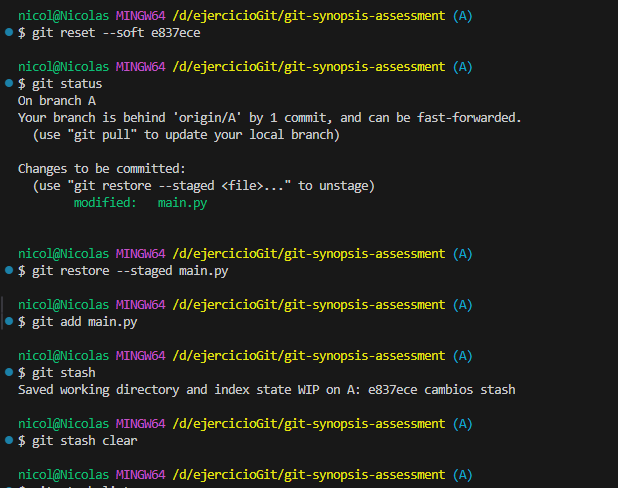 nicol@Nicolas MINGW64 /d/ejercicioGit/git-synopsis-assessment (A)
$ git reset --soft e837ece
nicol@Nicolas MINGW64 /d/ejercicioGit/git-synopsis-assessment (A)
$ git status
On branch A
Your branch is behind 'origin/A' by 1 commit, and can be fast-forwarded.
  (use "git pull" to update your local branch)
Changes to be committed:
  (use "git restore --staged <file>..." to unstage)
        modified:   main.py
nicol@Nicolas MINGW64 /d/ejercicioGit/git-synopsis-assessment (A)
$ git restore --staged main.py
nicol@Nicolas MINGW64 /d/ejercicioGit/git-synopsis-assessment (A)
$ git add main.py
nicol@Nicolas MINGW64 /d/ejercicioGit/git-synopsis-assessment (A)
$ git stash
Saved working directory and index state WIP on A: e837ece cambios stash
nicol@Nicolas MINGW64 /d/ejercicioGit/git-synopsis-assessment (A)
$ git stash clear
nicol@Nicolas MINGW64 /d/ejercicioGit/git-synopsis-assessment (A)